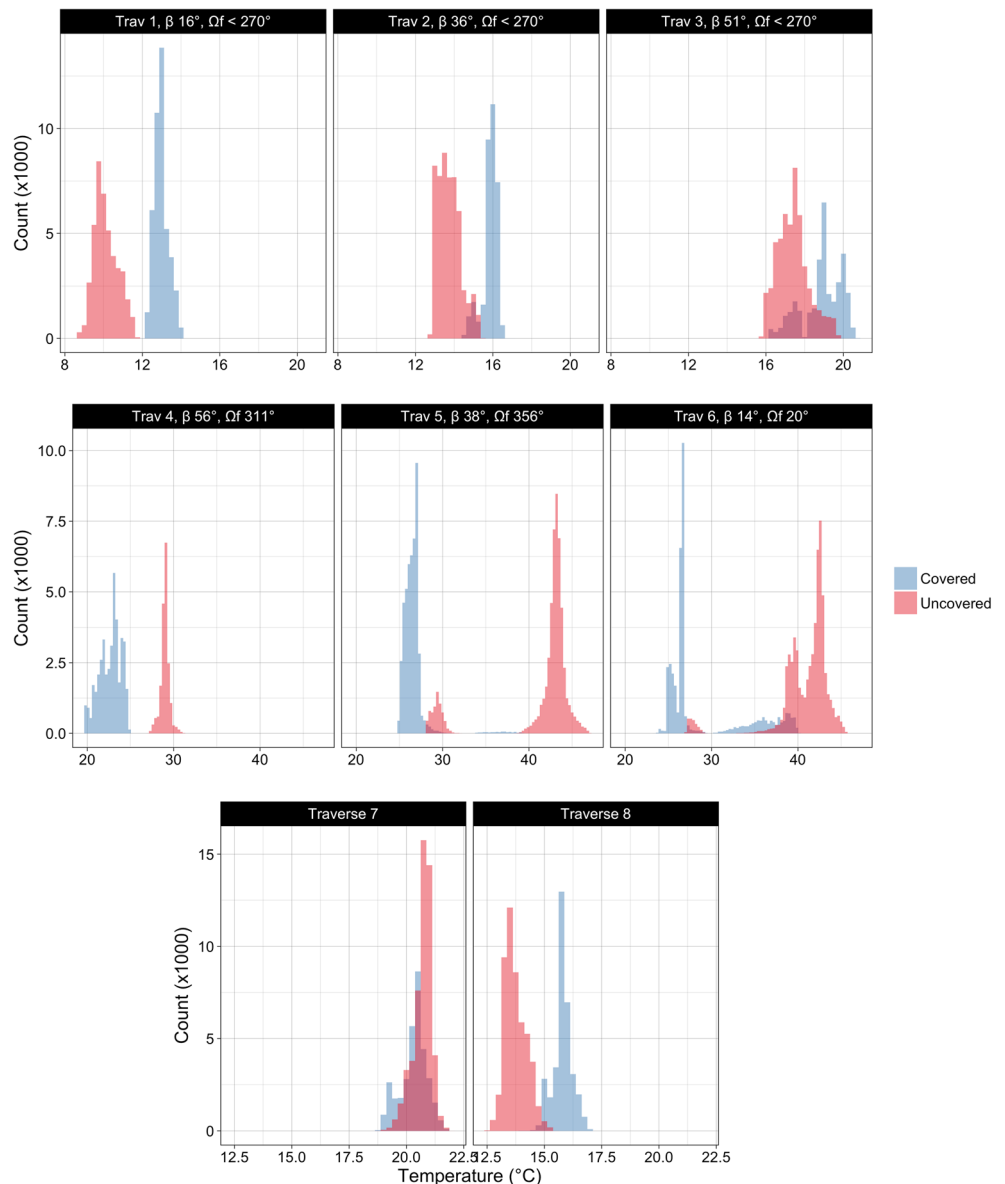 Trav 1, β 16°, Ωf < 270° Trav 2, β 36°, Ωf < 270° Trav 3, β 51°, Ωf < 270°
Count (x1000)
10
5
0
8 12 16 20 8 12 16 20 8 12 16 20
Trav 4, β 56°, Ωf 311° Trav 5, β 38°, Ωf 356° Trav 6, β 14°, Ωf 20°
Count (x1000)
10.0
7.5
5.0
2.5
0.0
20 30 40 20 30 40 20 30 40
Covered
Uncovered
Traverse 7 Traverse 8
Count (x1000)
15
10
5
0
12.5 15.0 17.5 20.0 22.5 12.5 15.0 17.5 20.0 22.5
Temperature (°C)